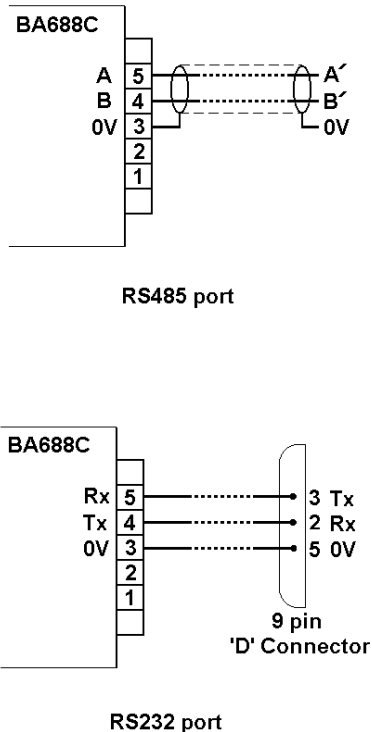 BA688C
A 5 A´
B 4 B´
0V 3 0V
2
1
RS485 port
BA688C
Rx 5 3 Tx
Tx 4 2 Rx
0V 3 5 0V
2
1
9 pin
'D' Connector
RS232 port